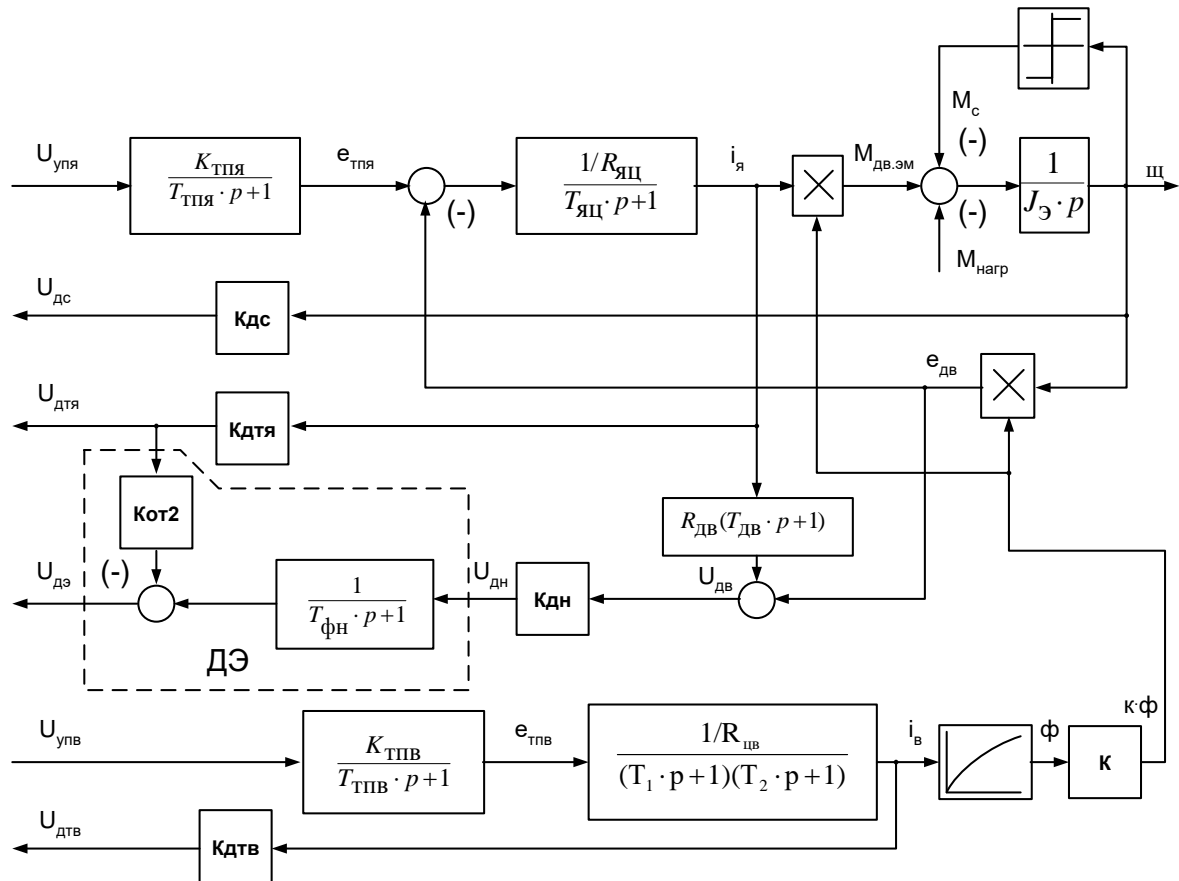 M_с
(-)
U_упя
K_ТПЯ
T_ТПЯ · p+1
e_тпя
(-)
1/R_ЯЦ
T_ЯЦ · p+1
i_я
M_дв.эм
(-)
1
J_Э · p
щ
M_нагр
U_дс
Кдс
e_дв
U_дтя
Кдтя
Кот2
R_ДВ(T_ДВ · p+1)
U_дэ
(-)
1
T_фн · p+1
U_дн
Кдн
U_дв
ДЭ
U_упв
K_ТПВ
T_ТПВ · p+1
e_тпв
1/R_цв
(T_1 · p+1)(T_2 · p+1)
i_в
ф
К
к·ф
U_дтв
Кдтв